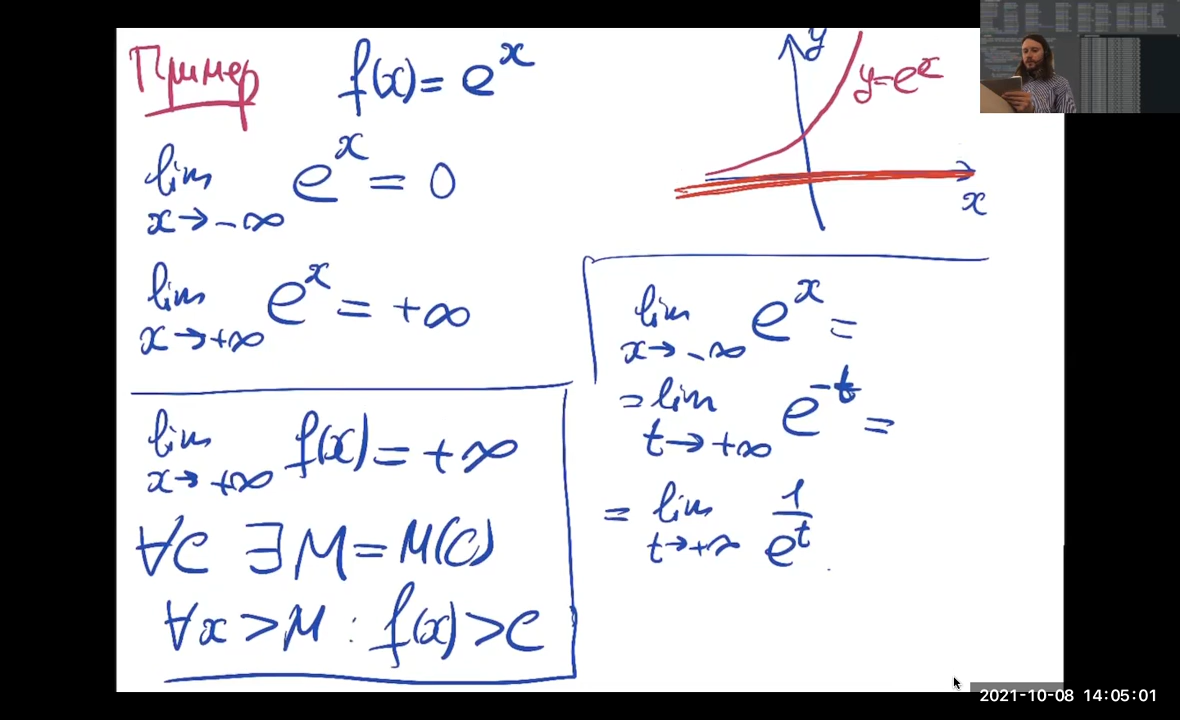 Пример f(x) = e^x
y
y=e^x
x
lim e^x = 0
x→-∞
lim e^x = +∞
x→+∞
lim f(x) = +∞
x→+∞
∀C ∃M = M(C)
∀x > M : f(x) > C
lim e^x =
x→-∞
= lim e^-t =
t→+∞
= lim 1/e^t
t→+∞
2021-10-08 14:05:01